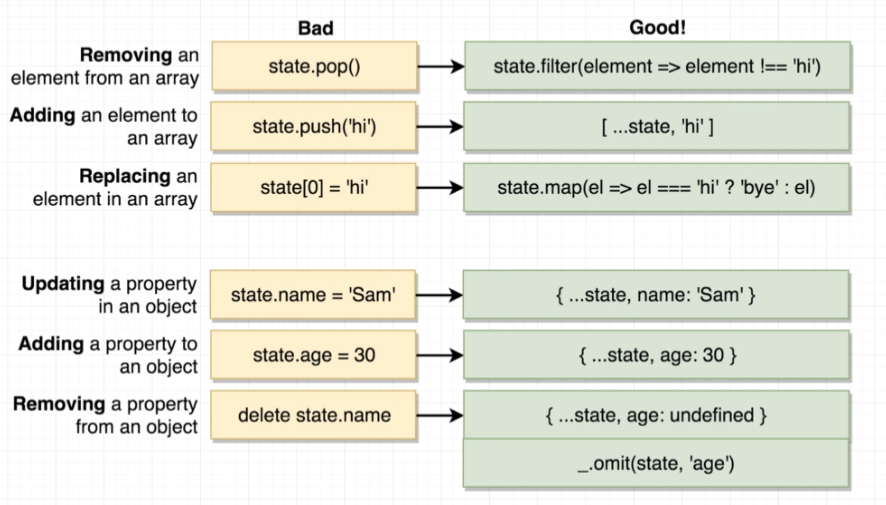 Bad
Good!
Removing an
element from an array
state.pop()
state.filter(element => element !== 'hi')
Adding an element to
an array
state.push('hi')
[ ...state, 'hi' ]
Replacing an
element in an array
state[0] = 'hi'
state.map(el => el === 'hi' ? 'bye' : el)
Updating a property
in an object
state.name = 'Sam'
{ ...state, name: 'Sam' }
Adding a property to
an object
state.age = 30
{ ...state, age: 30 }
Removing a property
from an object
delete state.name
{ ...state, age: undefined }
_.omit(state, 'age')